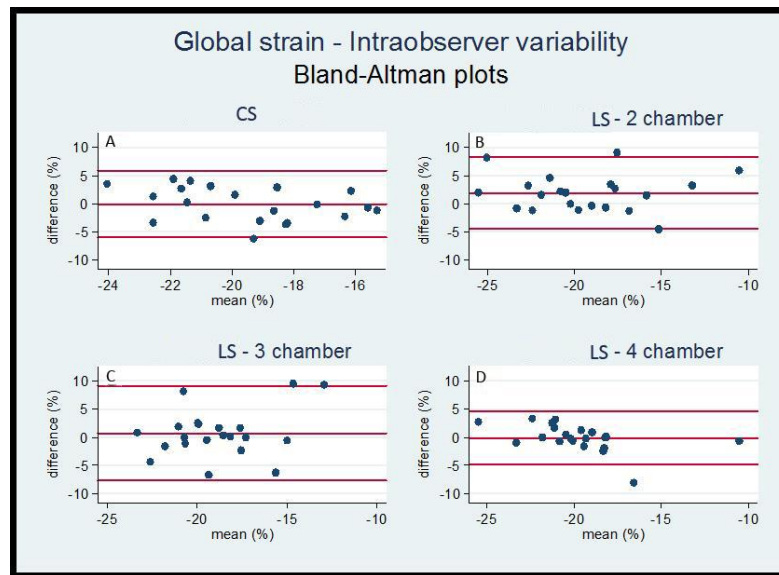 Global strain - Intraobserver variability
Bland-Altman plots
CS
A
difference (%)
10
5
0
-5
-10
-24 -22 -20 -18 -16
mean (%)
LS - 2 chamber
B
difference (%)
10
5
0
-5
-10
-25 -20 -15 -10
mean (%)
LS - 3 chamber
C
difference (%)
10
5
0
-5
-10
-25 -20 -15 -10
mean (%)
LS - 4 chamber
D
difference (%)
10
5
0
-5
-10
-25 -20 -15 -10
mean (%)